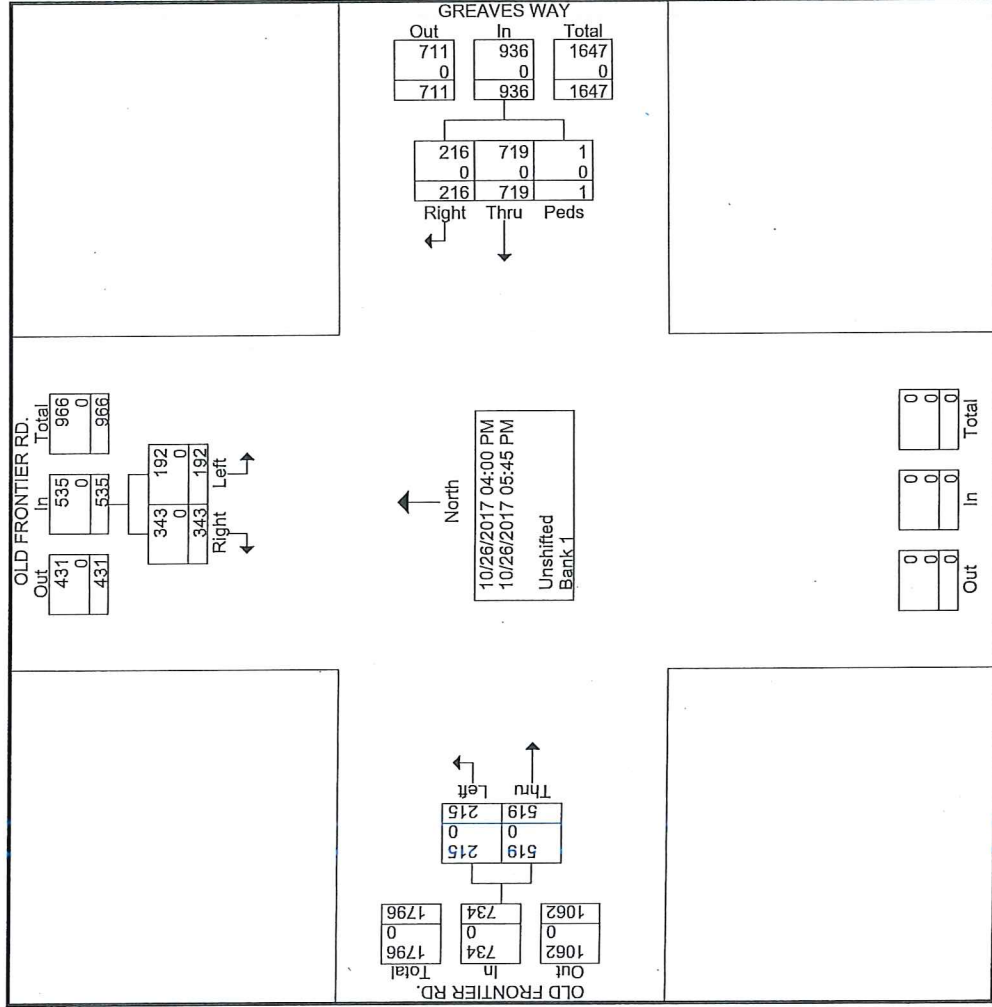 GREAVES WAY
Out In Total
711 936 1647
0 0 0
711 936 1647
216 719 1
0 0 0
216 719 1
Right Thru Peds
OLD FRONTIER RD.
Out In Total
431 535 966
0 0 0
431 535 966
343 192
0 0
343 192
Right Left
North
10/26/2017 04:00 PM
10/26/2017 05:45 PM
Unshifted
Bank 1
Out In Total
0 0 0
0 0 0
0 0 0
Left Thru
215 519
0 0
215 519
1062 734 1796
0 0 0
1062 734 1796
Out In Total
OLD FRONTIER RD.